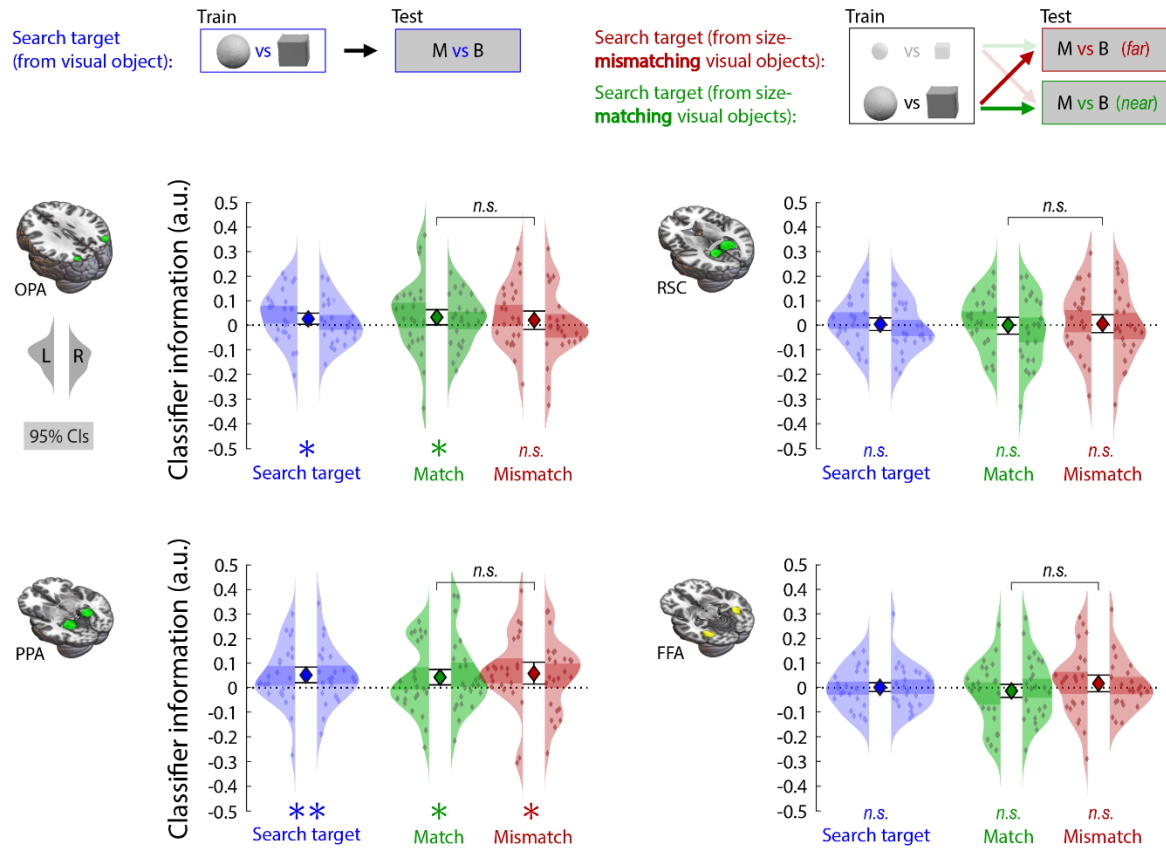 Train
Test
Search target
(from visual object):
vs
M vs B
Search target (from size-
mismatching visual objects):
Search target (from size-
matching visual objects):
Train
Test
vs
vs
M vs B (far)
M vs B (near)
OPA
L R
95% CIs
Classifier information (a.u.)
0.5
0.4
0.3
0.2
0.1
0
-0.1
-0.2
-0.3
-0.4
-0.5
n.s.
* * n.s.
Search target Match Mismatch
RSC
0.5
0.4
0.3
0.2
0.1
0
-0.1
-0.2
-0.3
-0.4
-0.5
n.s.
n.s. n.s. n.s.
Search target Match Mismatch
PPA
Classifier information (a.u.)
0.5
0.4
0.3
0.2
0.1
0
-0.1
-0.2
-0.3
-0.4
-0.5
n.s.
** * *
Search target Match Mismatch
FFA
0.5
0.4
0.3
0.2
0.1
0
-0.1
-0.2
-0.3
-0.4
-0.5
n.s.
n.s. n.s. n.s.
Search target Match Mismatch